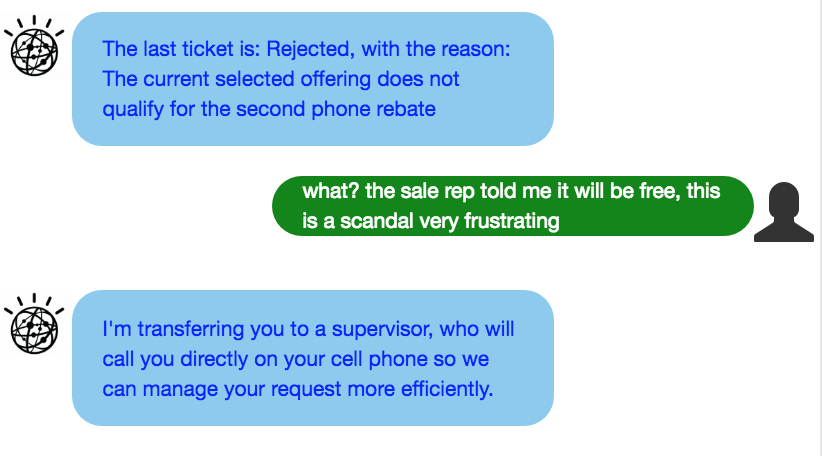 The last ticket is: Rejected, with the reason:
The current selected offering does not
qualify for the second phone rebate
what? the sale rep told me it will be free, this
is a scandal very frustrating
I'm transferring you to a supervisor, who will
call you directly on your cell phone so we
can manage your request more efficiently.